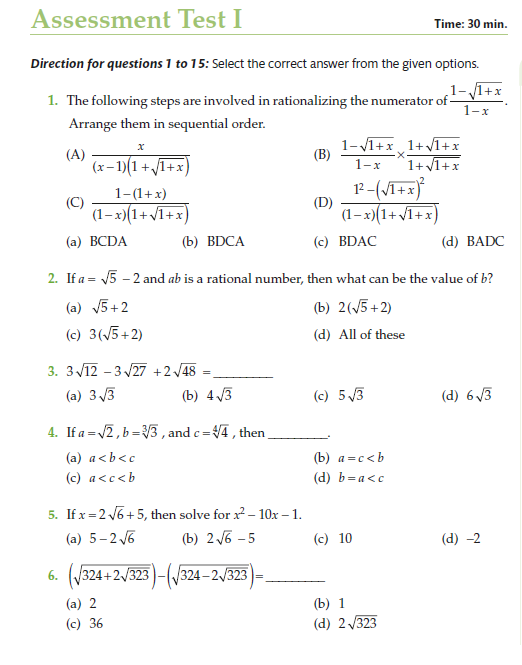 Assessment Test I
Time: 30 min.
Direction for questions 1 to 15: Select the correct answer from the given options.
1. The following steps are involved in rationalizing the numerator of (1−√(1+x))/(1−x).
Arrange them in sequential order.
(A) x/((x−1)(1+√(1+x))) (B) (1−√(1+x))/(1−x) × (1+√(1+x))/(1+√(1+x))
(C) (1−(1+x))/((1−x)(1+√(1+x))) (D) (1²−(√(1+x))²)/((1−x)(1+√(1+x)))
(a) BCDA (b) BDCA (c) BDAC (d) BADC
2. If a = √5 − 2 and ab is a rational number, then what can be the value of b?
(a) √5+2 (b) 2(√5+2)
(c) 3(√5+2) (d) All of these
3. 3√12 − 3√27 + 2√48 = ________
(a) 3√3 (b) 4√3 (c) 5√3 (d) 6√3
4. If a = √2, b = ∛3, and c = ∜4, then ________.
(a) a<b<c (b) a=c<b
(c) a<c<b (d) b=a<c
5. If x = 2√6 + 5, then solve for x² − 10x − 1.
(a) 5−2√6 (b) 2√6 − 5 (c) 10 (d) −2
6. (√(324+2√323))−(√(324−2√323))=________
(a) 2 (b) 1
(c) 36 (d) 2√323